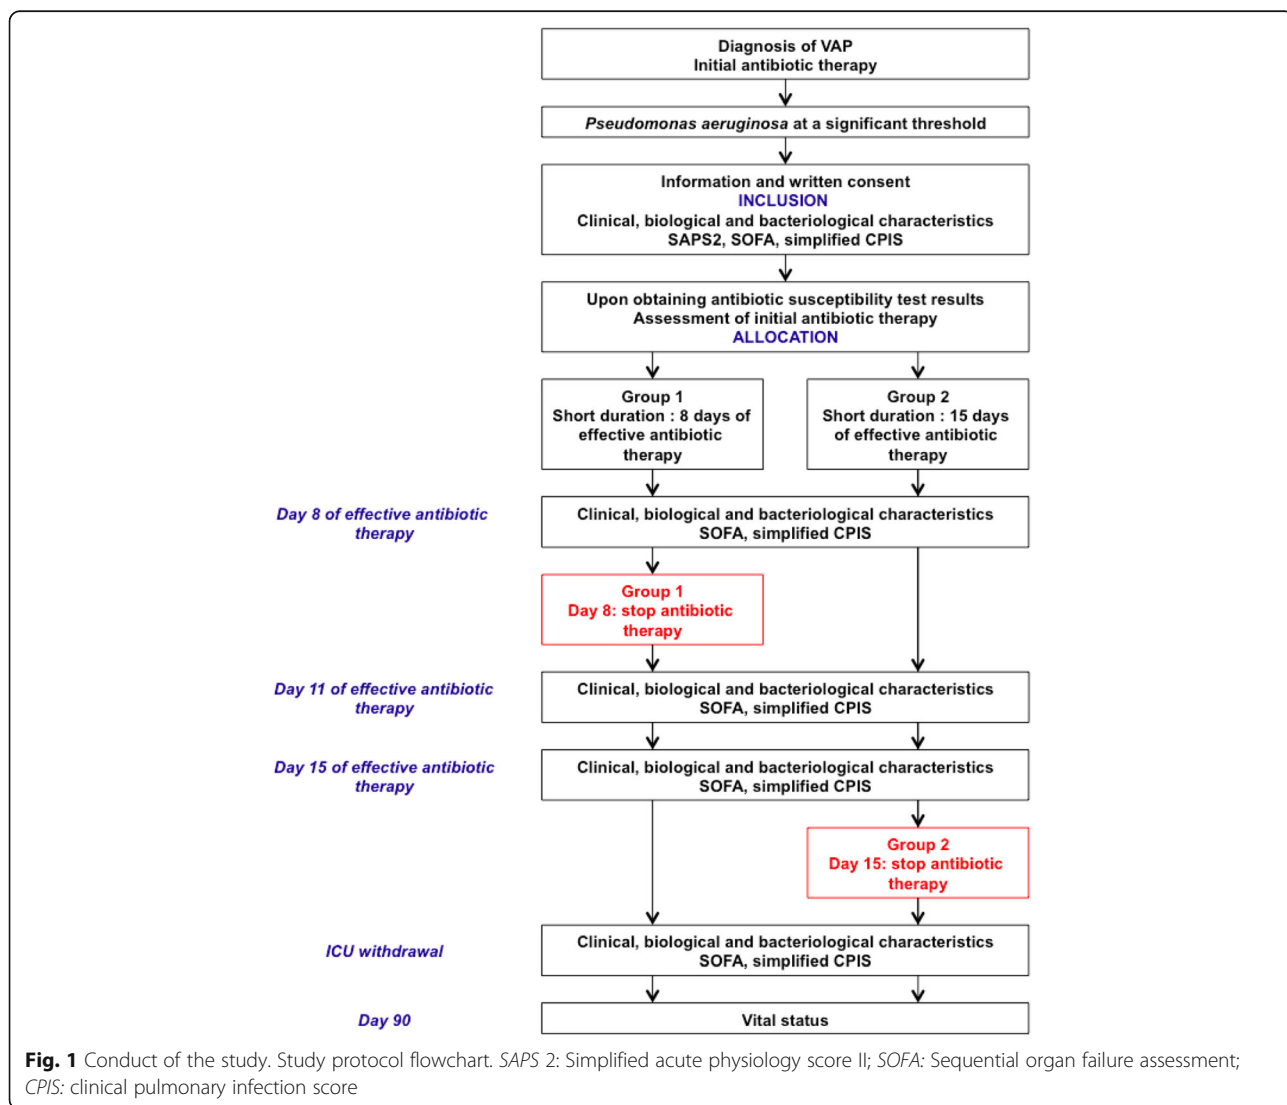 Diagnosis of VAP
Initial antibiotic therapy
Pseudomonas aeruginosa at a significant threshold
Information and written consent
INCLUSION
Clinical, biological and bacteriological characteristics
SAPS2, SOFA, simplified CPIS
Upon obtaining antibiotic susceptibility test results
Assessment of initial antibiotic therapy
ALLOCATION
Group 1
Short duration : 8 days of
effective antibiotic
therapy
Group 2
Short duration : 15 days
of effective antibiotic
therapy
Day 8 of effective antibiotic
therapy
Clinical, biological and bacteriological characteristics
SOFA, simplified CPIS
Group 1
Day 8: stop antibiotic
therapy
Day 11 of effective antibiotic
therapy
Clinical, biological and bacteriological characteristics
SOFA, simplified CPIS
Day 15 of effective antibiotic
therapy
Clinical, biological and bacteriological characteristics
SOFA, simplified CPIS
Group 2
Day 15: stop antibiotic
therapy
ICU withdrawal
Clinical, biological and bacteriological characteristics
SOFA, simplified CPIS
Day 90
Vital status
Fig. 1 Conduct of the study. Study protocol flowchart. SAPS 2: Simplified acute physiology score II; SOFA: Sequential organ failure assessment;
CPIS: clinical pulmonary infection score